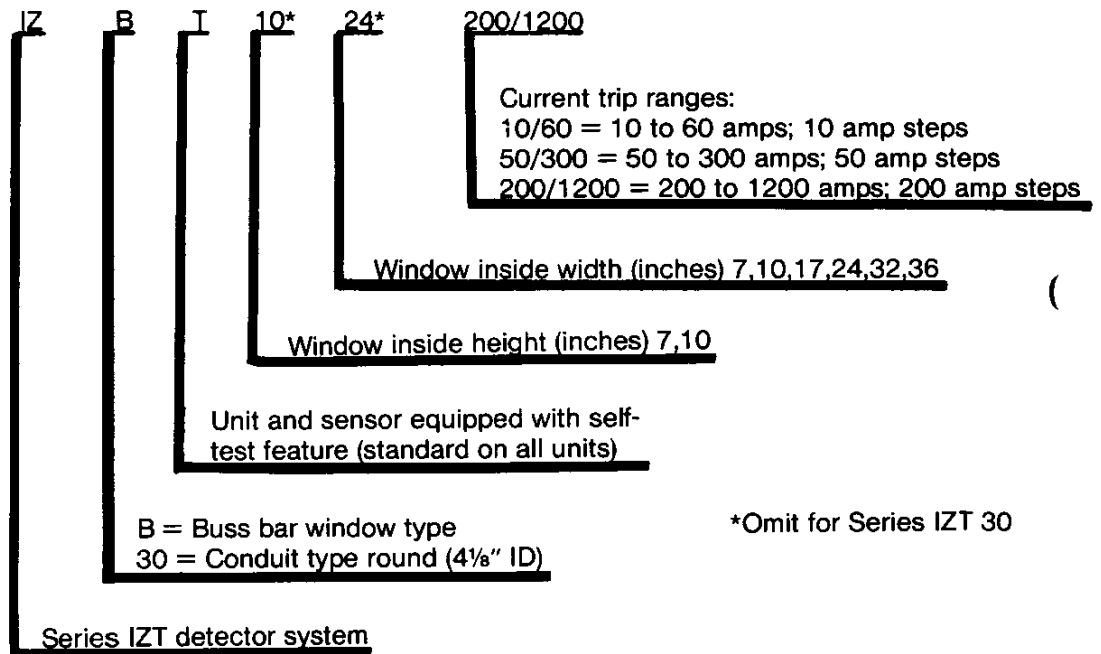 IZ B T 10* 24* 200/1200
Current trip ranges:
10/60 = 10 to 60 amps; 10 amp steps
50/300 = 50 to 300 amps; 50 amp steps
200/1200 = 200 to 1200 amps; 200 amp steps
Window inside width (inches) 7,10,17,24,32,36
(
Window inside height (inches) 7,10
Unit and sensor equipped with self-
test feature (standard on all units)
B = Buss bar window type
30 = Conduit type round (4⅛" ID)
*Omit for Series IZT 30
Series IZT detector system